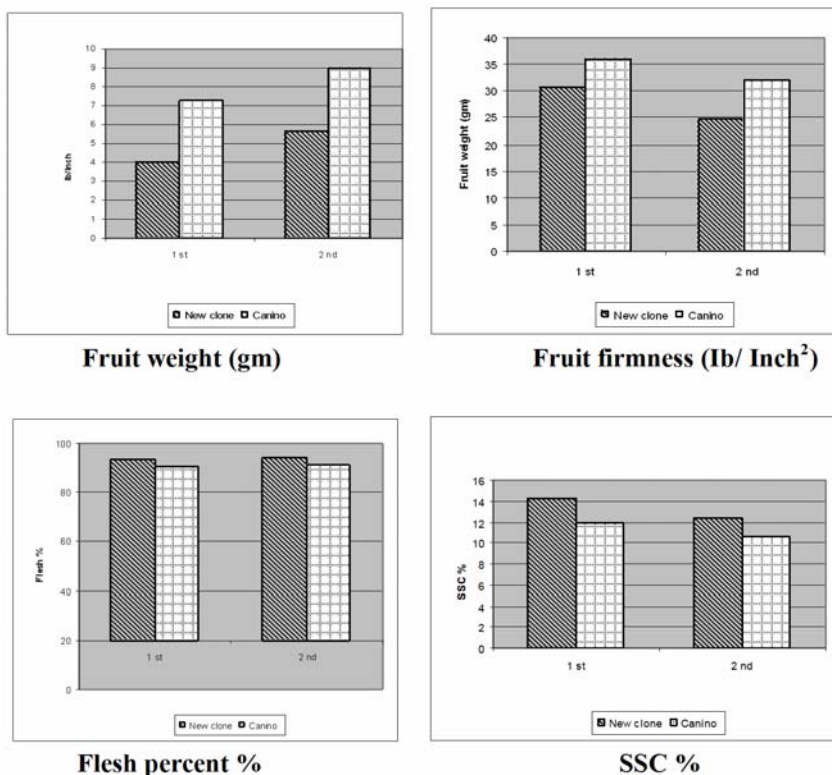 10
9
8
7
6
5
4
3
2
1
0
Ib/inch
1 st 2 nd
New clone Canino
Fruit weight (gm)
40
35
30
25
20
15
10
5
0
Fruit weight (gm)
1 st 2 nd
New clone Canino
Fruit firmness (Ib/ Inch²)
100
80
60
40
20
0
Flesh %
1 st 2 nd
New clone Canino
Flesh percent %
16
14
12
10
8
6
4
2
0
SSC %
1 st 2 nd
New clone Canino
SSC %